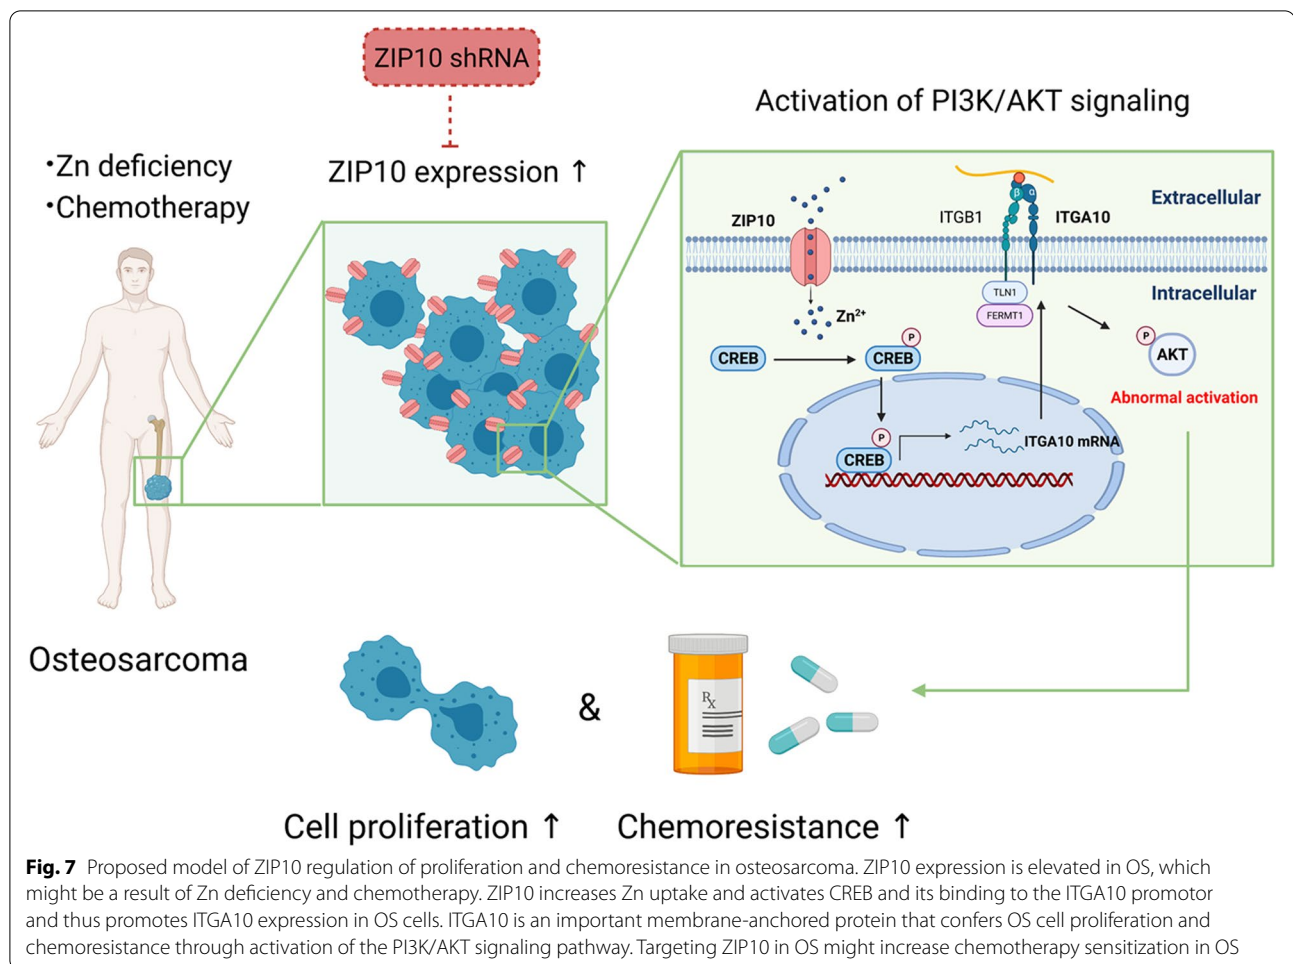 ZIP10 shRNA
Activation of PI3K/AKT signaling
•Zn deficiency
•Chemotherapy
ZIP10 expression ↑
ZIP10
Zn²⁺
ITGB1
β
α
ITGA10
Extracellular
Intracellular
TLN1
FERMT1
CREB
P
CREB
P
AKT
Abnormal activation
P
CREB
ITGA10 mRNA
Osteosarcoma
&
Rx
Cell proliferation ↑
Chemoresistance ↑
Fig. 7 Proposed model of ZIP10 regulation of proliferation and chemoresistance in osteosarcoma. ZIP10 expression is elevated in OS, which
might be a result of Zn deficiency and chemotherapy. ZIP10 increases Zn uptake and activates CREB and its binding to the ITGA10 promotor
and thus promotes ITGA10 expression in OS cells. ITGA10 is an important membrane-anchored protein that confers OS cell proliferation and
chemoresistance through activation of the PI3K/AKT signaling pathway. Targeting ZIP10 in OS might increase chemotherapy sensitization in OS